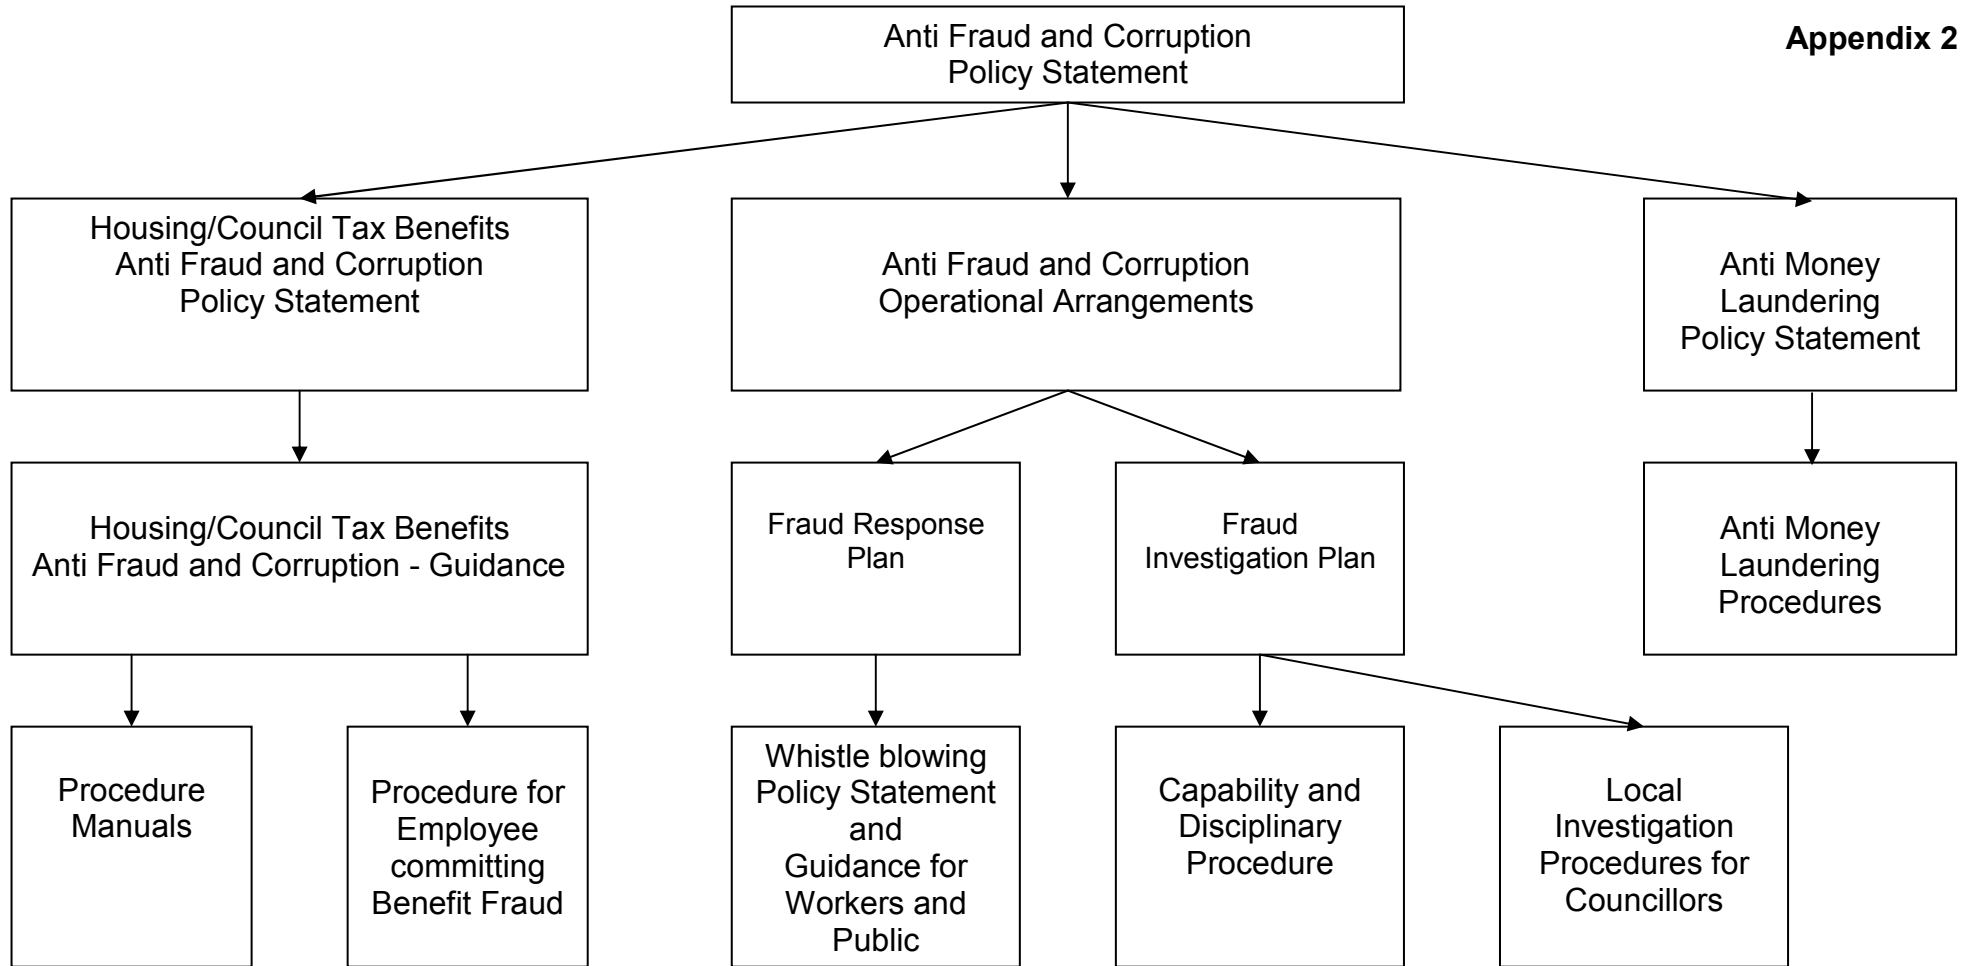 Anti Fraud and Corruption
Policy Statement
Appendix 2
Housing/Council Tax Benefits
Anti Fraud and Corruption
Policy Statement
Anti Fraud and Corruption
Operational Arrangements
Anti Money
Laundering
Policy Statement
Housing/Council Tax Benefits
Anti Fraud and Corruption - Guidance
Fraud Response
Plan
Fraud
Investigation Plan
Anti Money
Laundering
Procedures
Procedure
Manuals
Procedure for
Employee
committing
Benefit Fraud
Whistle blowing
Policy Statement
and
Guidance for
Workers and
Public
Capability and
Disciplinary
Procedure
Local
Investigation
Procedures for
Councillors